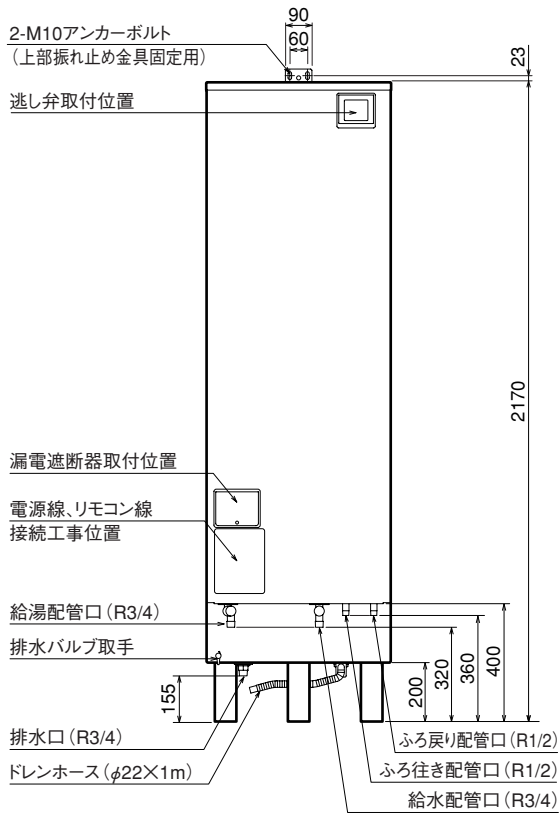 90
60
23
2-M10アンカーボルト
（上部振れ止め金具固定用）
逃し弁取付位置
2170
漏電遮断器取付位置
電源線、リモコン線
接続工事位置
給湯配管口（R3/4）
排水バルブ取手
155
200
320
360
400
排水口（R3/4）
ドレンホース（φ22×1m）
ふろ戻り配管口（R1/2）
ふろ往き配管口（R1/2）
給水配管口（R3/4）